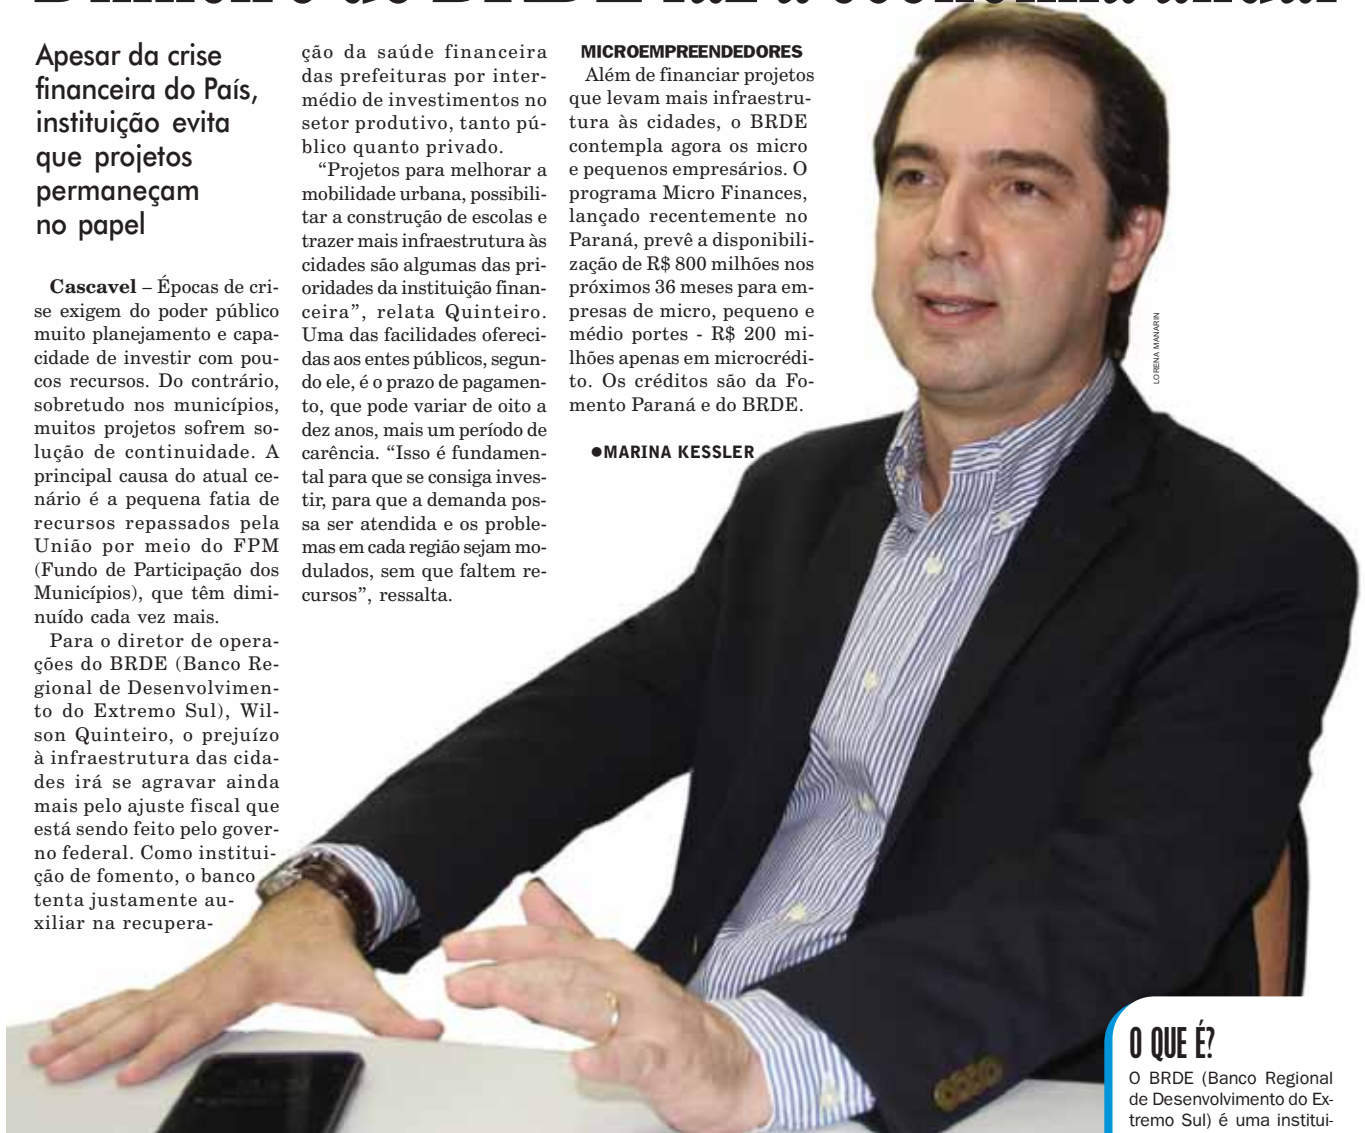 Apesar da crise
financeira do País,
instituição evita
que projetos
permaneçam
no papel
Cascavel – Épocas de cri-
se exigem do poder público
muito planejamento e capa-
cidade de investir com pou-
cos recursos. Do contrário,
sobretudo nos municípios,
muitos projetos sofrem so-
lução de continuidade. A
principal causa do atual ce-
nário é a pequena fatia de
recursos repassados pela
União por meio do FPM
(Fundo de Participação dos
Municípios), que têm dimi-
nuído cada vez mais.
Para o diretor de opera-
ções do BRDE (Banco Re-
gional de Desenvolvimen-
to do Extremo Sul), Wil-
son Quinteiro, o prejuízo
à infraestrutura das cida-
des irá se agravar ainda
mais pelo ajuste fiscal que
está sendo feito pelo gover-
no federal. Como institui-
ção de fomento, o banco
tenta justamente au-
xiliar na recupera-
ção da saúde financeira
das prefeituras por inter-
médio de investimentos no
setor produtivo, tanto pú-
blico quanto privado.
“Projetos para melhorar a
mobilidade urbana, possibili-
tar a construção de escolas e
trazer mais infraestrutura às
cidades são algumas das pri-
oridades da instituição finan-
ceira”, relata Quinteiro.
Uma das facilidades ofereci-
das aos entes públicos, segun-
do ele, é o prazo de pagamen-
to, que pode variar de oito a
dez anos, mais um período de
carência. “Isso é fundamen-
tal para que se consiga inves-
tir, para que a demanda pos-
sa ser atendida e os proble-
mas em cada região sejam mo-
dulados, sem que faltem re-
cursos”, ressalta.
MICROEMPREENDEDORES
Além de financiar projetos
que levam mais infraestru-
tura às cidades, o BRDE
contempla agora os micro
e pequenos empresários. O
programa Micro Finances,
lançado recentemente no
Paraná, prevê a disponibili-
zação de R$ 800 milhões nos
próximos 36 meses para em-
presas de micro, pequeno e
médio portes - R$ 200 mi-
lhões apenas em microcrédi-
to. Os créditos são da Fo-
mento Paraná e do BRDE.
●MARINA KESSLER
LORENA MANARIN
O QUE É?
O BRDE (Banco Regional
de Desenvolvimento do Ex-
tremo Sul) é uma institui-